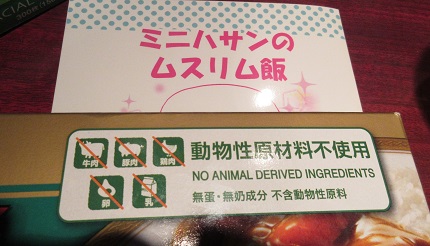 ミニハサンの
ムスリム飯
牛肉
豚肉
鶏肉
動物性原材料不使用
NO ANIMAL DERIVED INGREDIENTS
卵
乳
無蛋·無奶成分 不含動物性原料